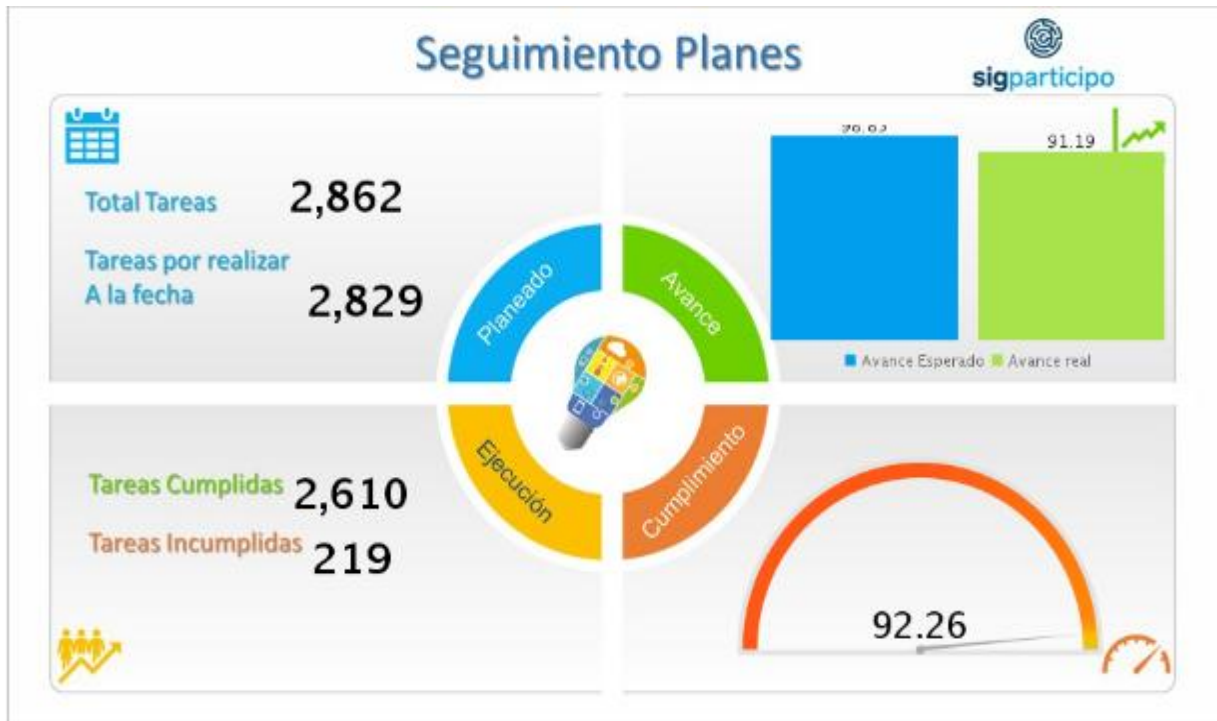 Seguimiento Planes
sigparticipo
Total Tareas 2,862
Tareas por realizar
A la fecha 2,829
Planeado
Avance
91.19
Avance Esperado Avance real
Tareas Cumplidas 2,610
Tareas Incumplidas 219
Ejecución
Cumplimiento
92.26